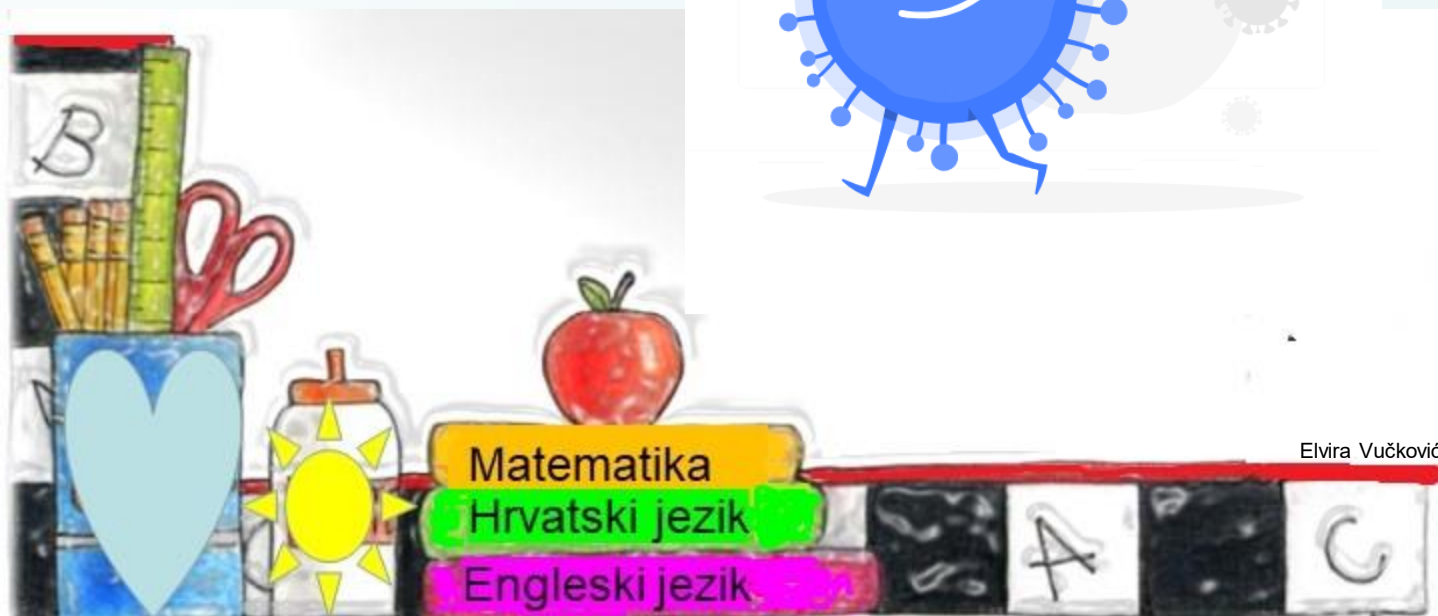 B
Elvira Vučković
Matematika
Hrvatski jezik
Engleski jezik
A
C